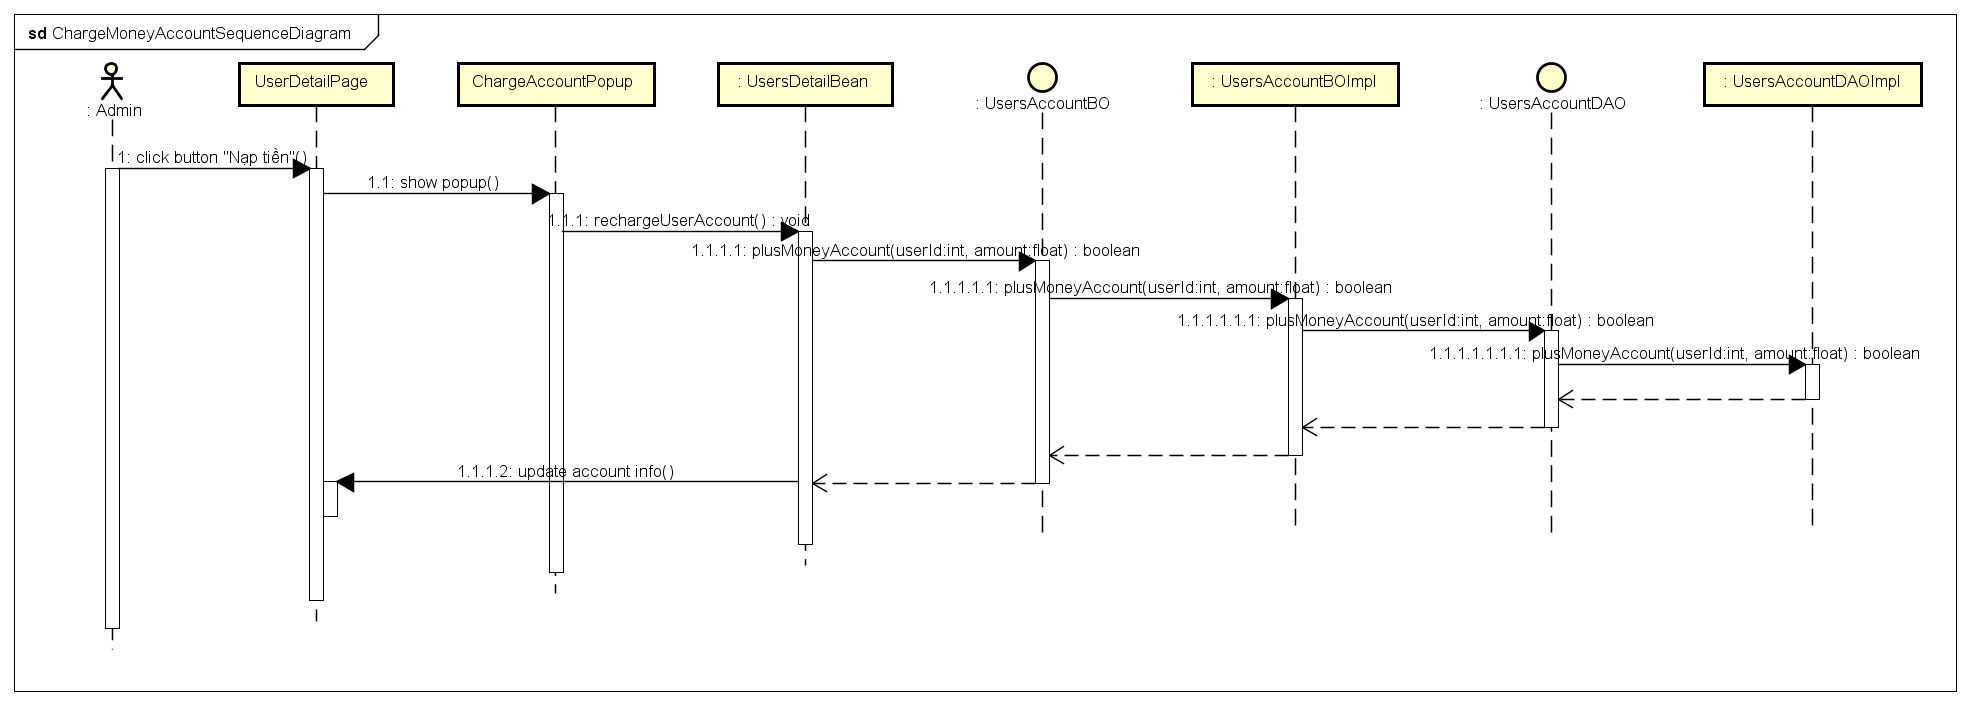 sd ChargeMoneyAccountSequenceDiagram
: Admin
UserDetailPage
ChargeAccountPopup
: UsersDetailBean
: UsersAccountBO
: UsersAccountBOImpl
: UsersAccountDAO
: UsersAccountDAOImpl
1: click button "Nạp tiền"()
1.1: show popup()
1.1.1: rechargeUserAccount() : void
1.1.1.1: plusMoneyAccount(userId:int, amount:float) : boolean
1.1.1.1.1: plusMoneyAccount(userId:int, amount:float) : boolean
1.1.1.1.1.1: plusMoneyAccount(userId:int, amount:float) : boolean
1.1.1.1.1.1.1: plusMoneyAccount(userId:int, amount:float) : boolean
1.1.1.2: update account info()